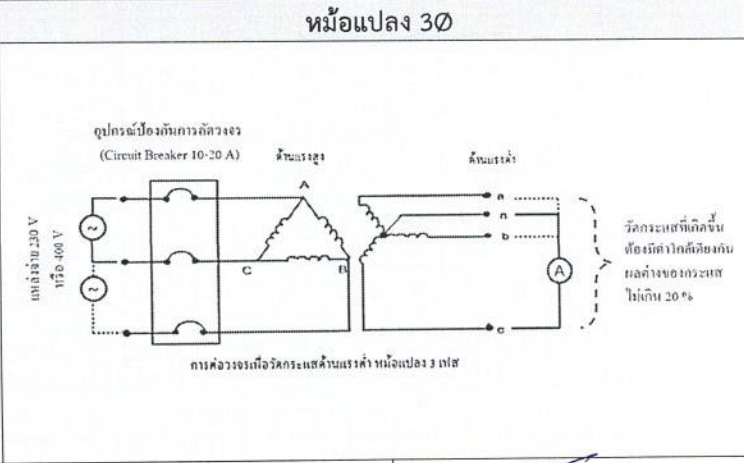 หม้อแปลง 3Ø
อุปกรณ์ป้องกันการลัดวงจร
(Circuit Breaker 10-20 A)
ด้านแรงสูง
ด้านแรงต่ำ
แหล่งจ่าย 230 V
หรือ 400 V
~
~
A
C
B
a
n
b
c
A
วัดกระแสที่เกิดขึ้น
ต้องมีค่าใกล้เคียงกัน
ผลต่างของกระแส
ไม่เกิน 20 %
การต่อวงจรเพื่อวัดกระแสด้านแรงต่ำ หม้อแปลง 3 เฟส